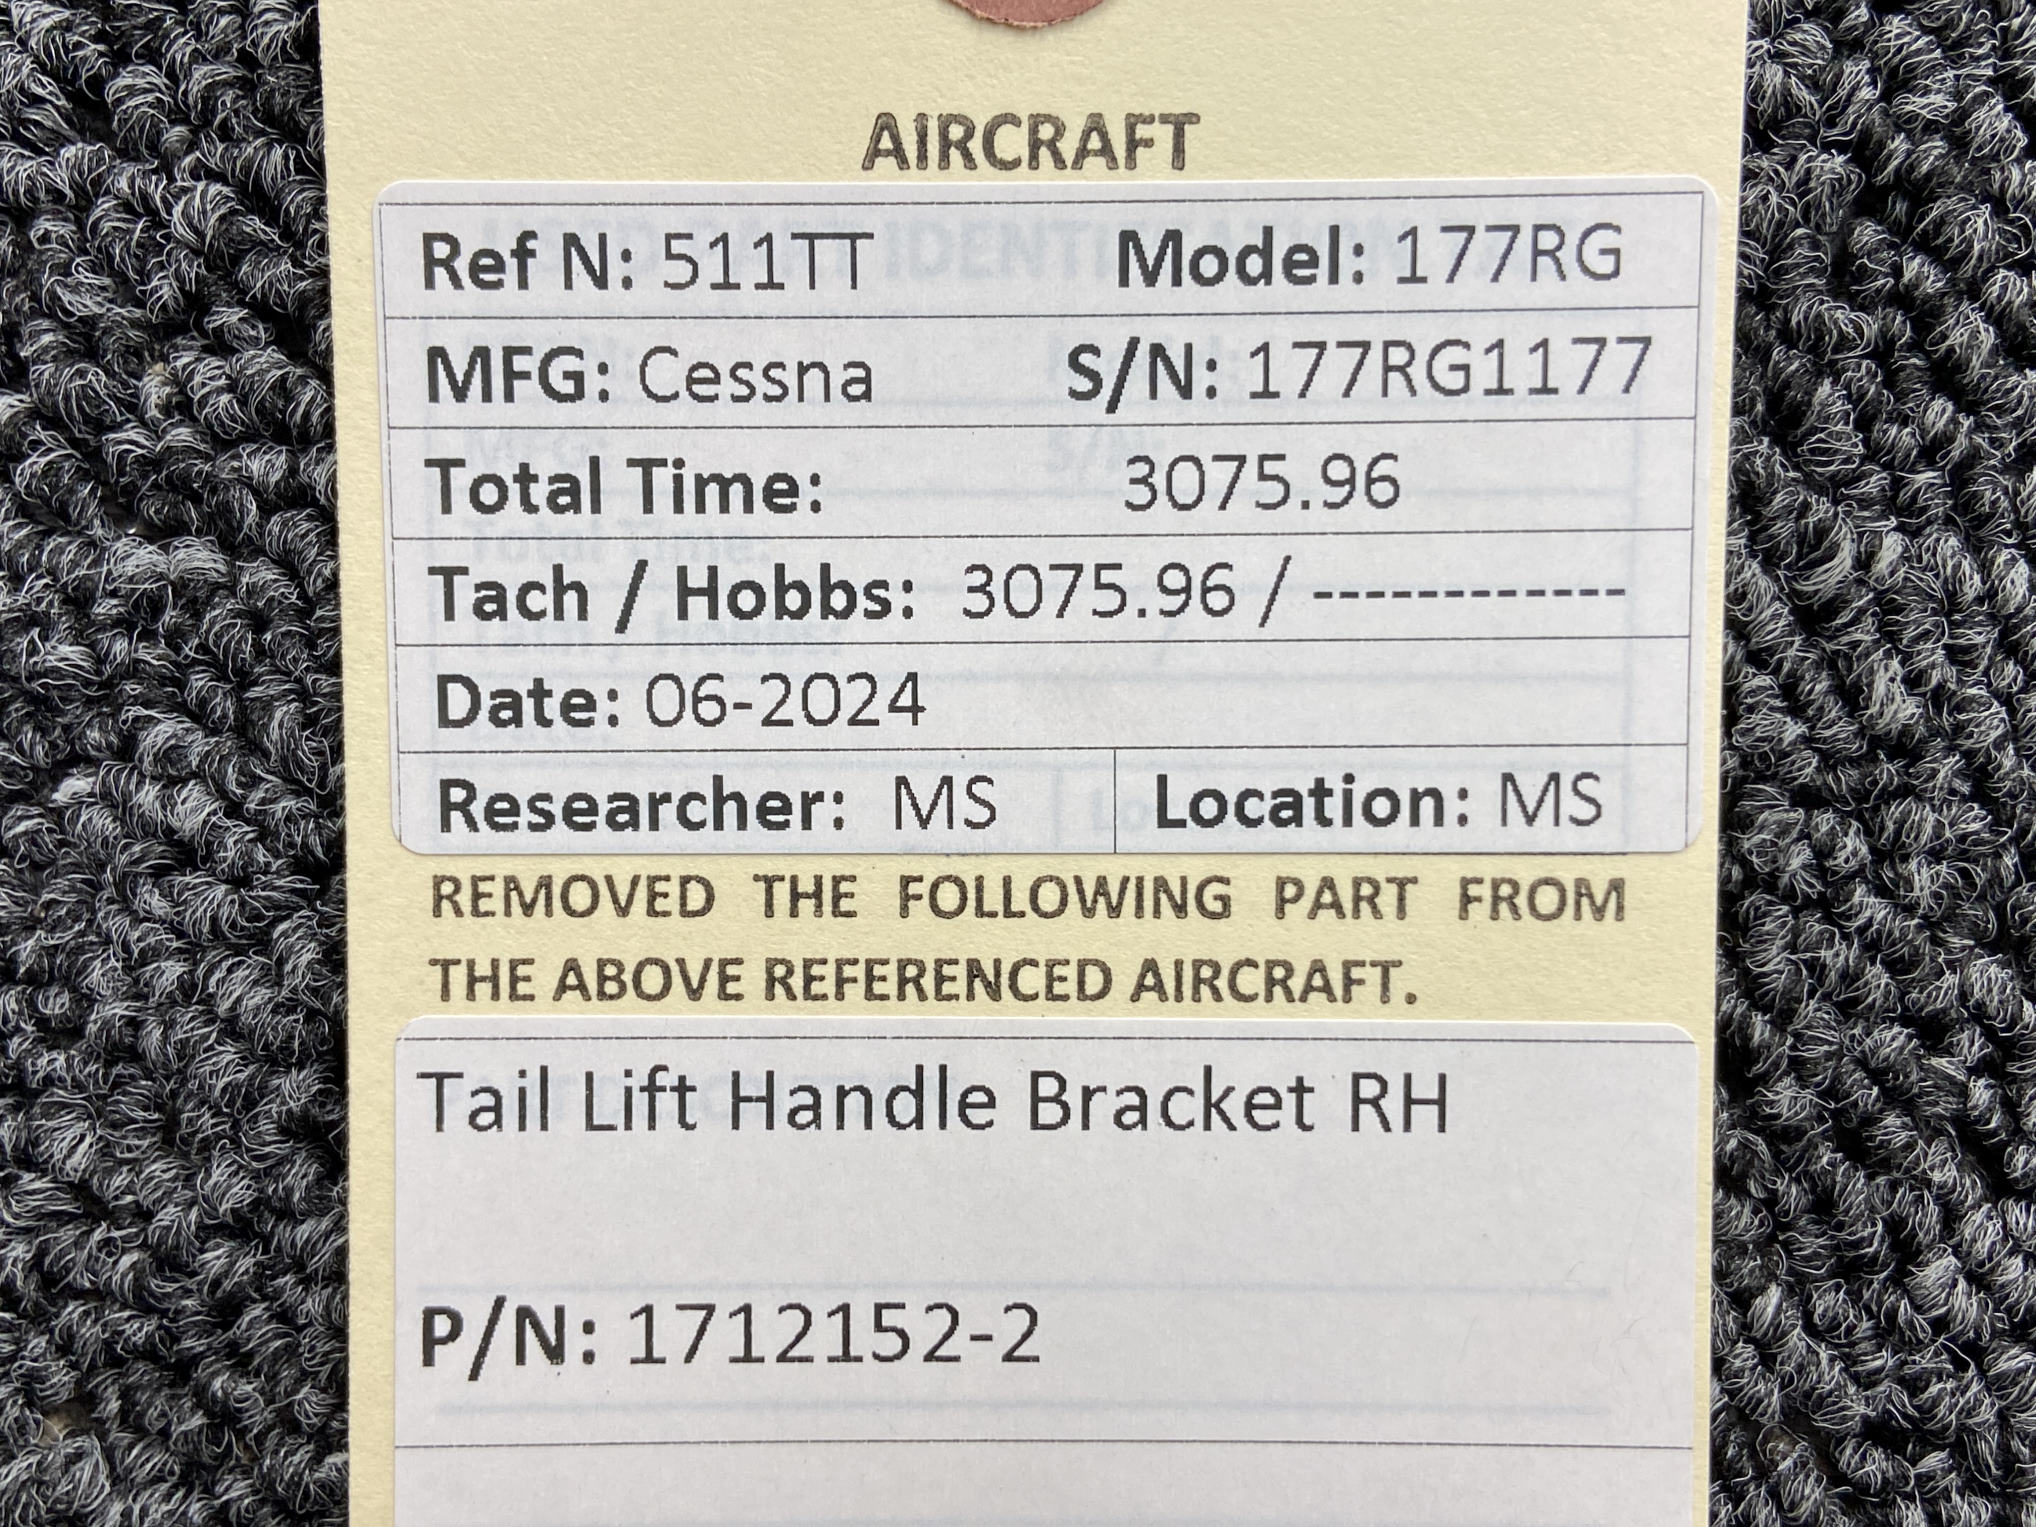 AIRCRAFT
Ref N: 511TT Model: 177RG
MFG: Cessna S/N: 177RG1177
Total Time: 3075.96
Tach / Hobbs: 3075.96 / ------------
Date: 06-2024
Researcher: MS Location: MS
REMOVED THE FOLLOWING PART FROM
THE ABOVE REFERENCED AIRCRAFT.
Tail Lift Handle Bracket RH
P/N: 1712152-2